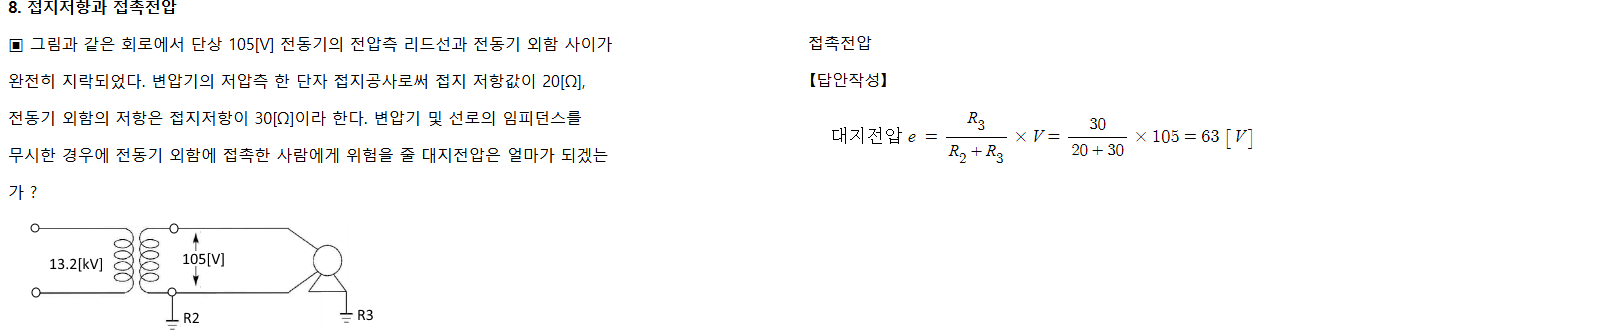 8. 접지저항과 접촉전압
▣ 그림과 같은 회로에서 단상 105[V] 전동기의 전압측 리드선과 전동기 외함 사이가
완전히 지락되었다. 변압기의 저압측 한 단자 접지공사로써 접지 저항값이 20[Ω],
전동기 외함의 저항은 접지저항이 30[Ω]이라 한다. 변압기 및 선로의 임피던스를
무시한 경우에 전동기 외함에 접촉한 사람에게 위험을 줄 대지전압은 얼마가 되겠는
가 ?
13.2[kV]
105[V]
R2
R3
접촉전압
【답안작성】
대지전압 e = R₃ / (R₂ + R₃) × V = 30 / (20 + 30) × 105 = 63 [V]